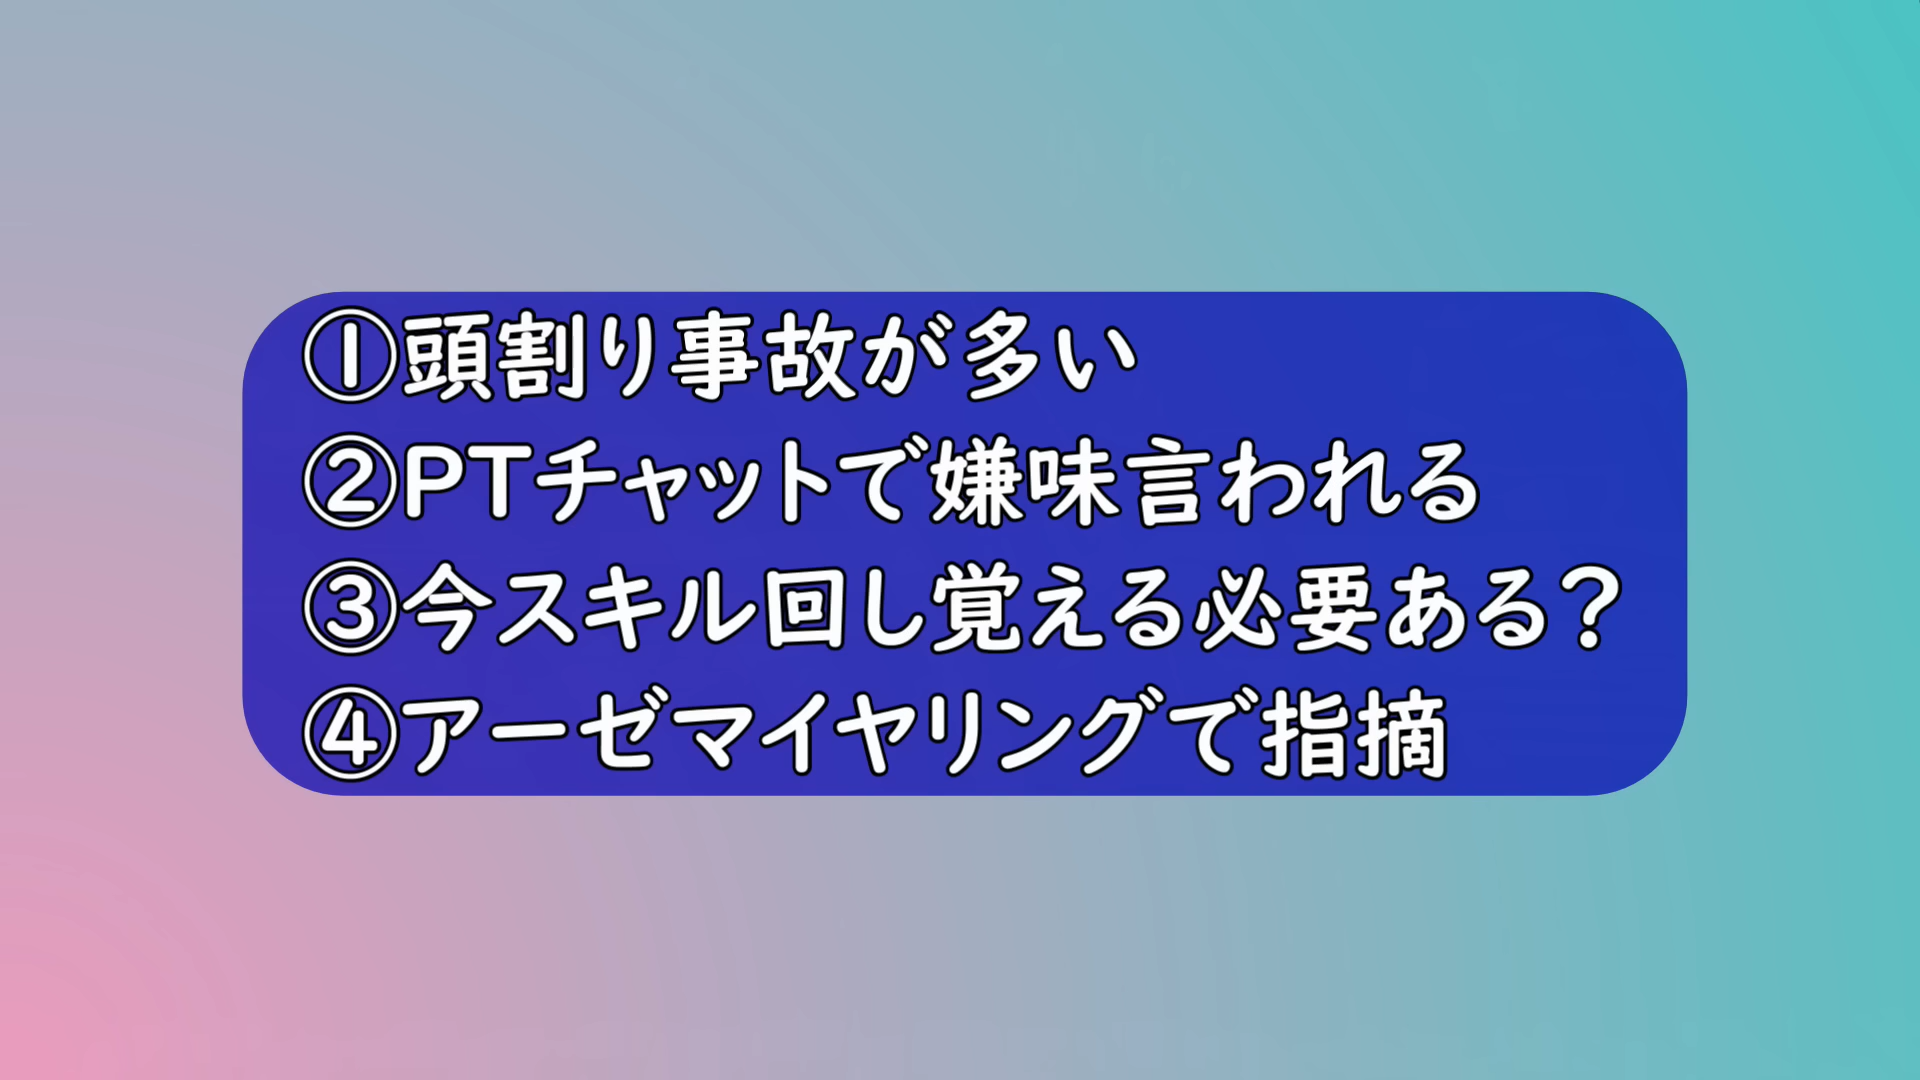 ①頭割り事故が多い
②PTチャットで嫌味言われる
③今スキル回し覚える必要ある？
④アーゼマイヤリングで指摘